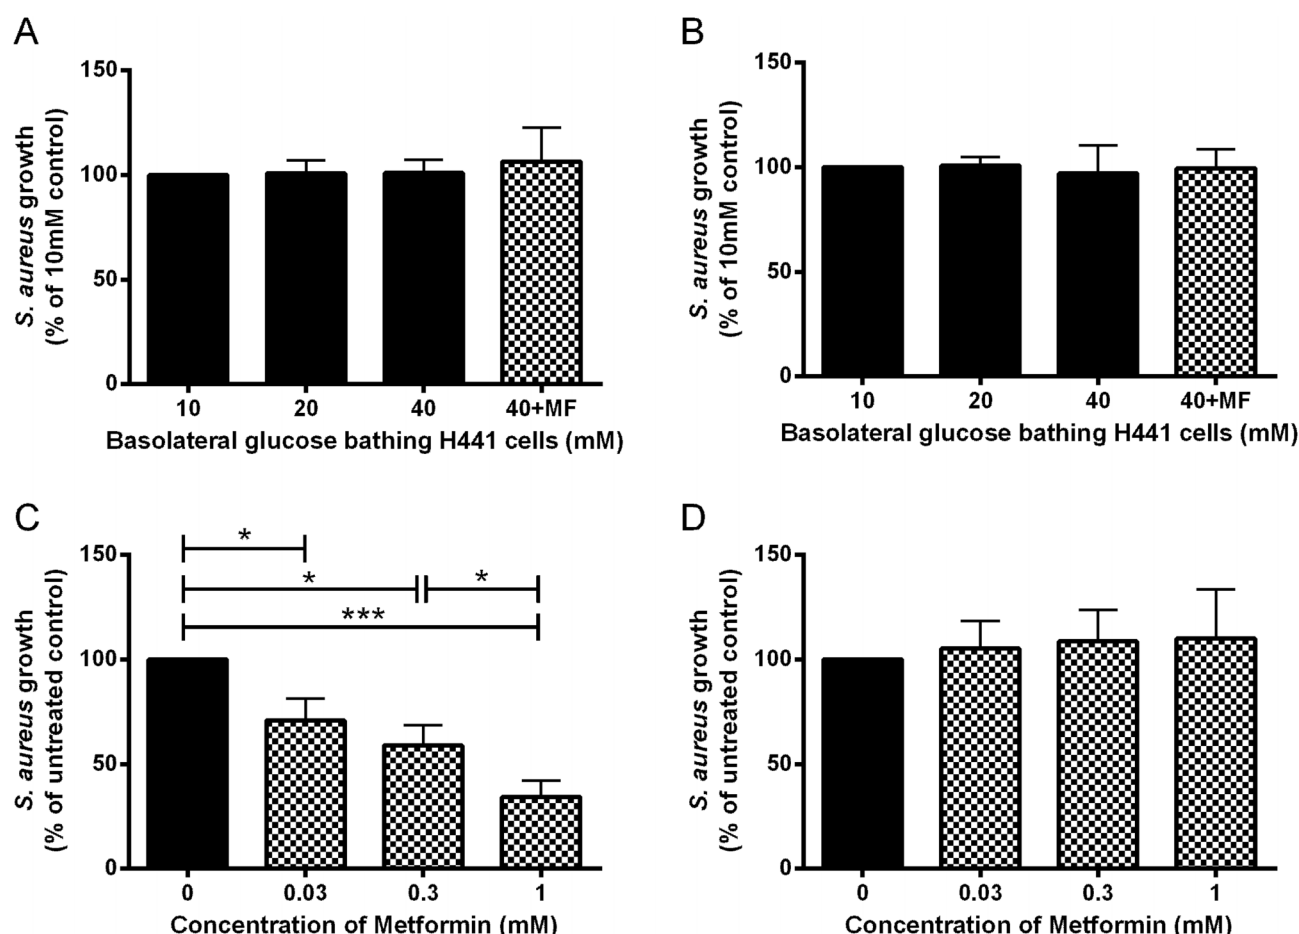 A
S. aureus growth
(% of 10mM control)
150
100
50
0
10 20 40 40+MF
Basolateral glucose bathing H441 cells (mM)
B
S. aureus growth
(% of 10mM control)
150
100
50
0
10 20 40 40+MF
Basolateral glucose bathing H441 cells (mM)
C
S. aureus growth
(% of untreated control)
*
150
* *
***
100
50
0
0 0.03 0.3 1
Concentration of Metformin (mM)
D
S. aureus growth
(% of untreated control)
150
100
50
0
0 0.03 0.3 1
Concentration of Metformin (mM)